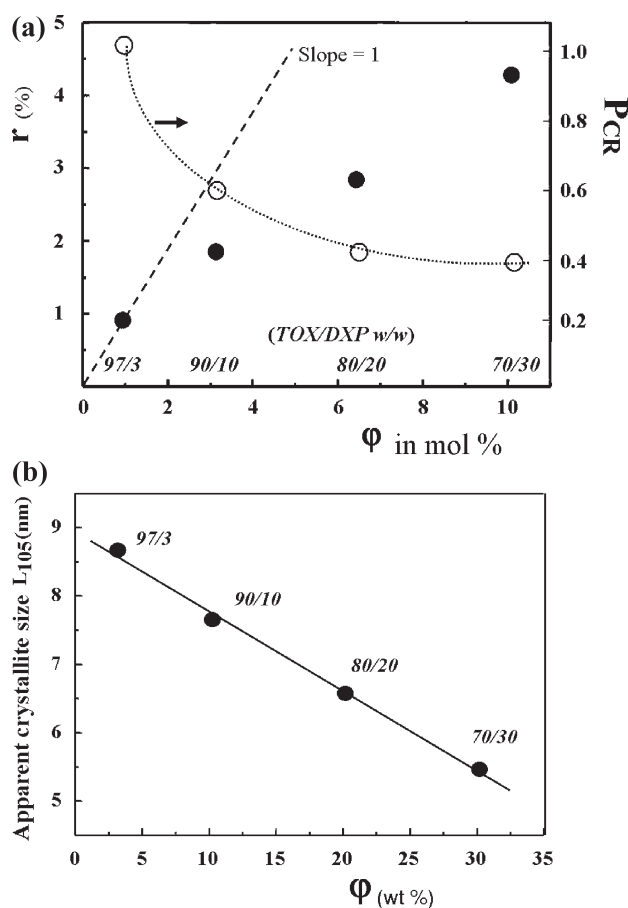 (a)
5
4
3
2
1
0
r (%)
Slope = 1
1.0
0.8
0.6
0.4
0.2
PCR
(TOX/DXP w/w)
97/3 90/10 80/20 70/30
0 2 4 6 8 10
φ in mol %
(b)
9
8
7
6
5
Apparent crystallite size L105(nm)
97/3
90/10
80/20
70/30
0 5 10 15 20 25 30 35
φ (wt %)